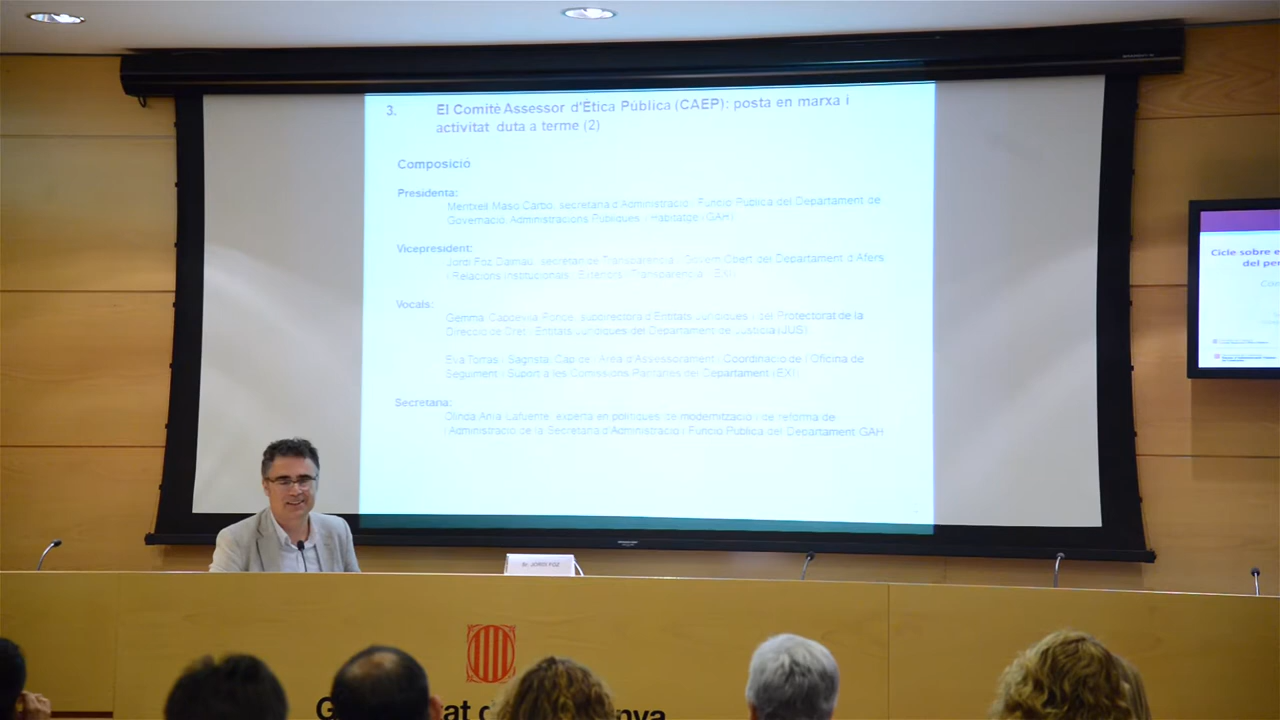 3. El Comitè Assessor d'Ètica Pública (CAEP): posta en marxa i
activitat duta a terme (2)
Composició
Presidenta:
Meritxell Masó Carbó, secretària d'Administració i Funció Pública del Departament de
Governació, Administracions Públiques i Habitatge (GAH)
Vicepresident:
Jordi Foz Dalmau, secretari de Transparència i Govern Obert del Departament d'Afers
i Relacions Institucionals i Exteriors i Transparència (EXI)
Vocals:
Gemma Capdevila Ponce, subdirectora d'Entitats Jurídiques i del Protectorat de la
Direcció de Dret i Entitats Jurídiques del Departament de Justícia (JUS)
Eva Torras i Sagristà, Cap de l'Àrea d'Assessorament i Coordinació de l'Oficina de
Seguiment i Suport a les Comissions Paritàries del Departament (EXI)
Secretària:
Olinda Anía Lafuente, experta en polítiques de modernització i de reforma de
l'Administració de la Secretaria d'Administració i Funció Pública del Departament GAH
Cicle sobre e
del per
Sr. JORDI FOZ
G at d nya